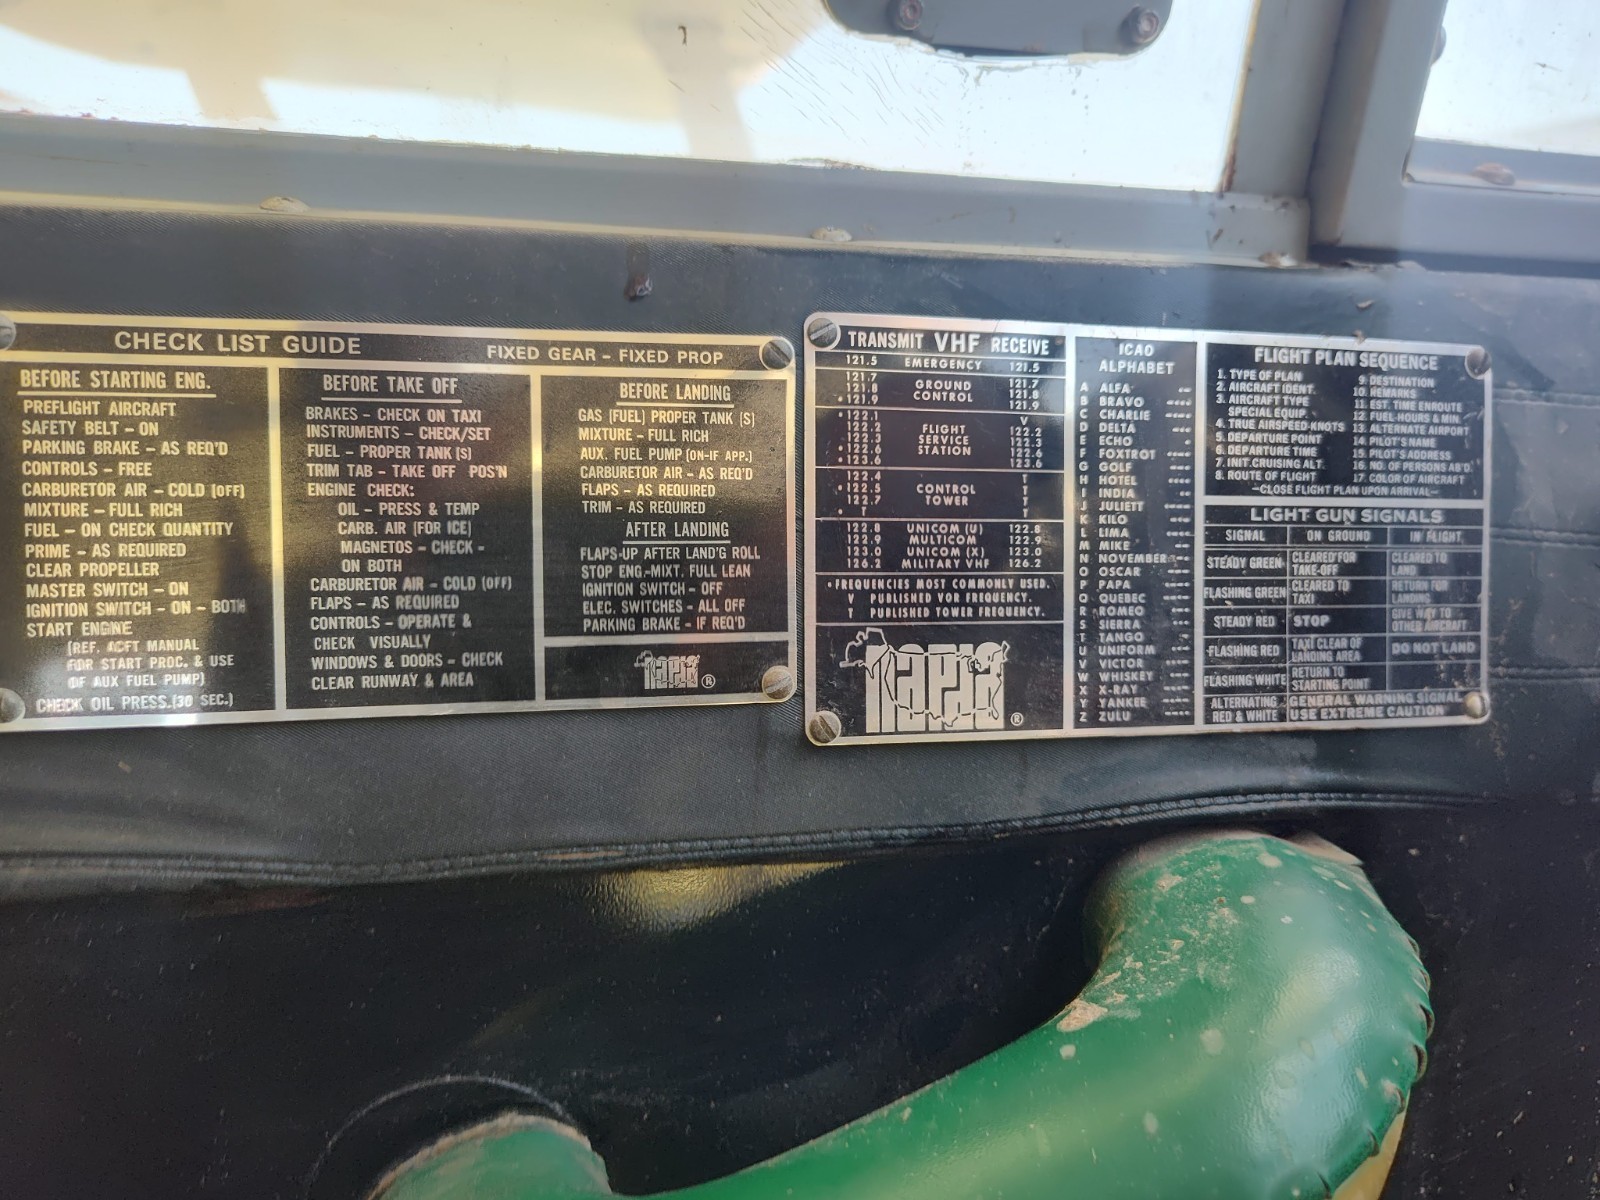 CHECK LIST GUIDE
FIXED GEAR - FIXED PROP
BEFORE STARTING ENG.
PREFLIGHT AIRCRAFT
SAFETY BELT - ON
PARKING BRAKE - AS REQ'D
CONTROLS - FREE
CARBURETOR AIR - COLD (OFF)
MIXTURE - FULL RICH
FUEL - ON CHECK QUANTITY
PRIME - AS REQUIRED
CLEAR PROPELLER
MASTER SWITCH - ON
IGNITION SWITCH - ON - BOTH
START ENGINE
(REF. ACFT MANUAL
FOR START PROC. & USE
OF AUX FUEL PUMP)
CHECK OIL PRESS.(30 SEC.)
BEFORE TAKE OFF
BRAKES - CHECK ON TAXI
INSTRUMENTS - CHECK/SET
FUEL - PROPER TANK (S)
TRIM TAB - TAKE OFF POS'N
ENGINE CHECK:
OIL - PRESS & TEMP
CARB. AIR (FOR ICE)
MAGNETOS - CHECK -
ON BOTH
CARBURETOR AIR - COLD (OFF)
FLAPS - AS REQUIRED
CONTROLS - OPERATE &
CHECK VISUALLY
WINDOWS & DOORS - CHECK
CLEAR RUNWAY & AREA
BEFORE LANDING
GAS (FUEL) PROPER TANK (S)
MIXTURE - FULL RICH
AUX. FUEL PUMP (ON-IF APP.)
CARBURETOR AIR - AS REQ'D
FLAPS - AS REQUIRED
TRIM - AS REQUIRED
AFTER LANDING
FLAPS-UP AFTER LAND'G ROLL
STOP ENG.-MIXT. FULL LEAN
IGNITION SWITCH - OFF
ELEC. SWITCHES - ALL OFF
PARKING BRAKE - IF REQ'D
®
TRANSMIT VHF RECEIVE
121.5 EMERGENCY 121.5
121.7 121.7
121.8 GROUND 121.8
•121.9 CONTROL 121.9
•122.1 V
122.2 FLIGHT 122.2
122.3 SERVICE 122.3
•122.6 STATION 122.6
•123.6 123.6
122.4 T
•122.5 CONTROL T
122.7 TOWER T
•T T
122.8 UNICOM (U) 122.8
122.9 MULTICOM 122.9
123.0 UNICOM (X) 123.0
126.2 MILITARY VHF 126.2
•FREQUENCIES MOST COMMONLY USED.
V PUBLISHED VOR FREQUENCY.
T PUBLISHED TOWER FREQUENCY.
®
ICAO
ALPHABET
A ALFA
B BRAVO
C CHARLIE
D DELTA
E ECHO
F FOXTROT
G GOLF
H HOTEL
I INDIA
J JULIETT
K KILO
L LIMA
M MIKE
N NOVEMBER
O OSCAR
P PAPA
Q QUEBEC
R ROMEO
S SIERRA
T TANGO
U UNIFORM
V VICTOR
W WHISKEY
X X-RAY
Y YANKEE
Z ZULU
FLIGHT PLAN SEQUENCE
1. TYPE OF PLAN
2. AIRCRAFT IDENT.
3. AIRCRAFT TYPE
SPECIAL EQUIP.
4. TRUE AIRSPEED-KNOTS
5. DEPARTURE POINT
6. DEPARTURE TIME
7. INIT. CRUISING ALT.
8. ROUTE OF FLIGHT
9. DESTINATION
10. REMARKS
11. EST. TIME ENROUTE
12. FUEL-HOURS & MIN.
13. ALTERNATE AIRPORT
14. PILOT'S NAME
15. PILOT'S ADDRESS
16. NO. OF PERSONS AB'D.
17. COLOR OF AIRCRAFT
-CLOSE FLIGHT PLAN UPON ARRIVAL-
LIGHT GUN SIGNALS
SIGNAL ON GROUND IN FLIGHT
STEADY GREEN CLEARED FOR TAKE-OFF CLEARED TO LAND
FLASHING GREEN CLEARED TO TAXI RETURN FOR LANDING
STEADY RED STOP GIVE WAY TO OTHER AIRCRAFT
FLASHING RED TAXI CLEAR OF LANDING AREA DO NOT LAND
FLASHING WHITE RETURN TO STARTING POINT
ALTERNATING RED & WHITE GENERAL WARNING SIGNAL USE EXTREME CAUTION